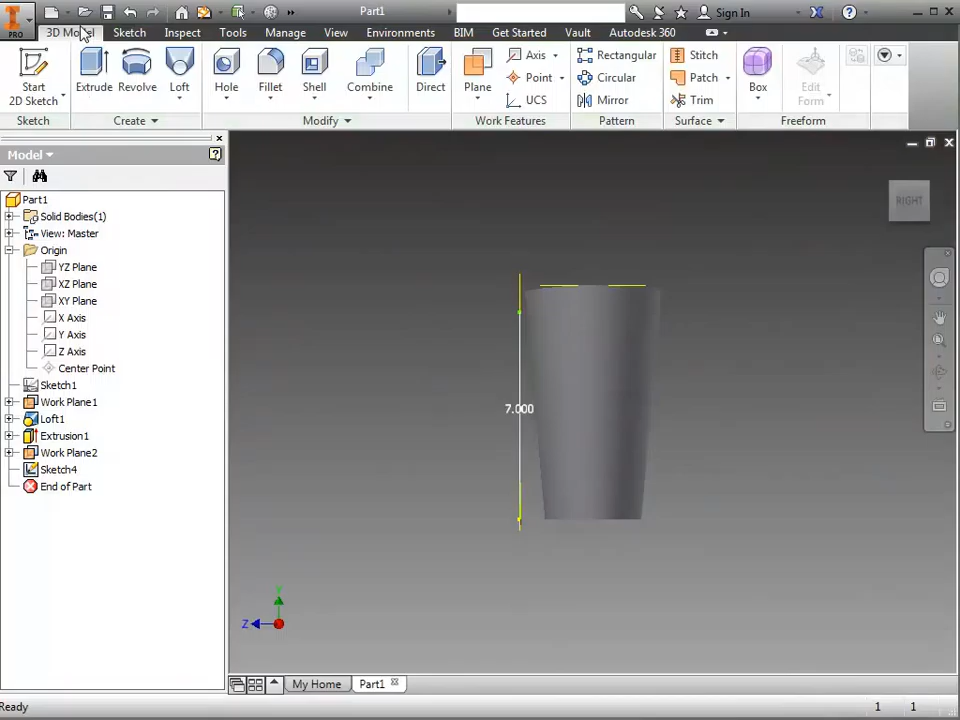 PRO
Part1
Sign In
3D Model Sketch Inspect Tools Manage View Environments BIM Get Started Vault Autodesk 360
Start
2D Sketch
Extrude Revolve Loft
Hole Fillet Shell Combine Direct
Plane
Axis
Point
UCS
Rectangular
Circular
Mirror
Stitch
Patch
Trim
Box
Edit
Form
Sketch Create Modify Work Features Pattern Surface Freeform
Model
Part1
Solid Bodies(1)
View: Master
Origin
YZ Plane
XZ Plane
XY Plane
X Axis
Y Axis
Z Axis
Center Point
Sketch1
Work Plane1
Loft1
Extrusion1
Work Plane2
Sketch4
End of Part
RIGHT
7.000
Y
Z
My Home Part1
Ready
1 1